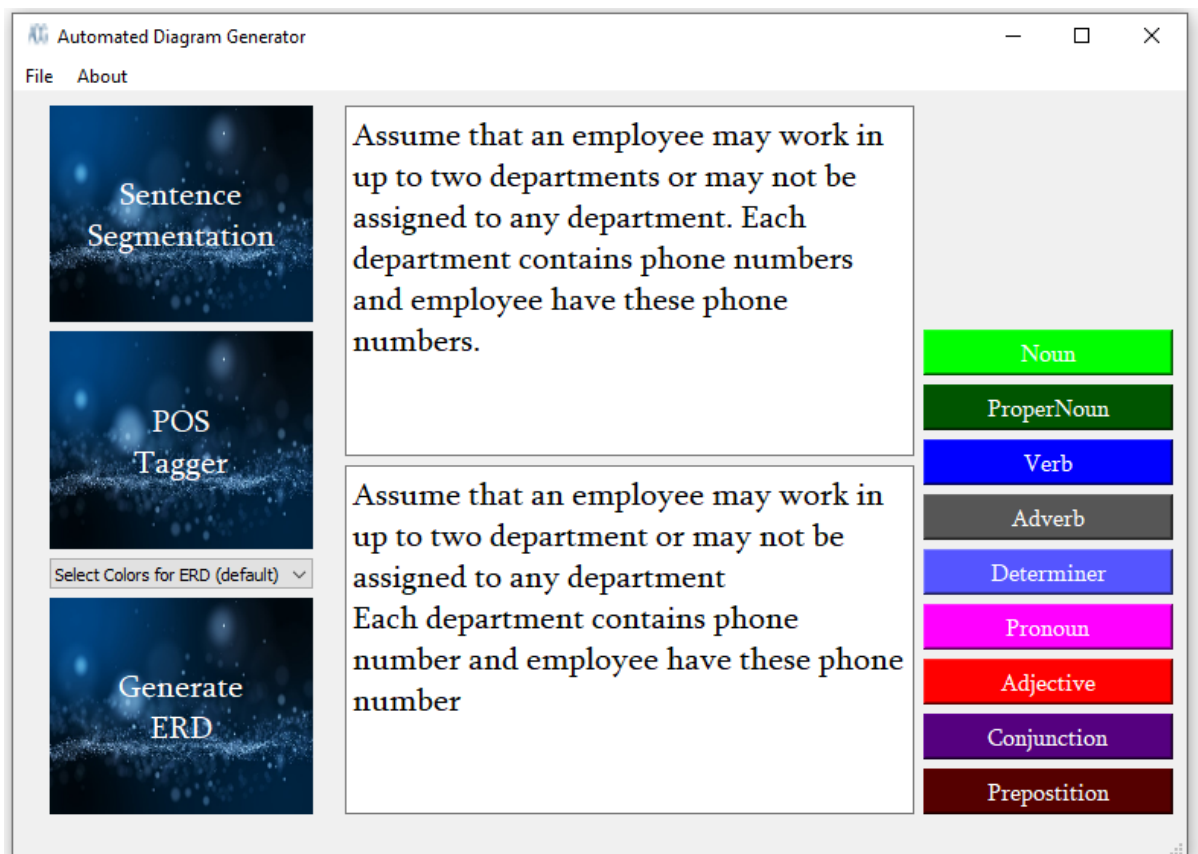 Automated Diagram Generator
File About
Sentence
Segmentation
POS
Tagger
Select Colors for ERD (default)
Generate
ERD
Assume that an employee may work in
up to two departments or may not be
assigned to any department. Each
department contains phone numbers
and employee have these phone
numbers.
Assume that an employee may work in
up to two department or may not be
assigned to any department
Each department contains phone
number and employee have these phone
number
Noun
ProperNoun
Verb
Adverb
Determiner
Pronoun
Adjective
Conjunction
Prepostition